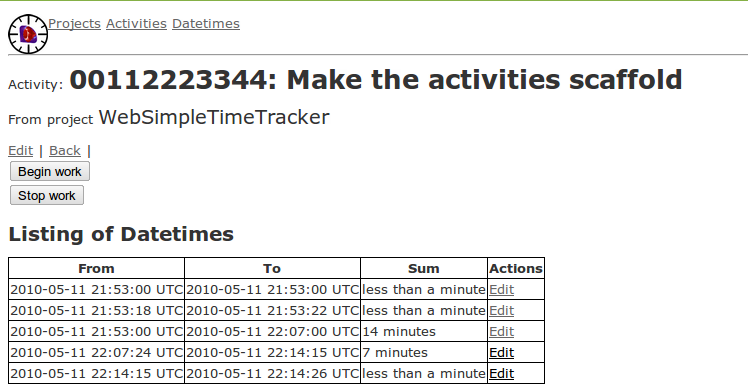 Projects Activities Datetimes
Activity: 00112223344: Make the activities scaffold
From project WebSimpleTimeTracker
Edit | Back |
Begin work
Stop work
Listing of Datetimes
From To Sum Actions
2010-05-11 21:53:00 UTC 2010-05-11 21:53:00 UTC less than a minute Edit
2010-05-11 21:53:18 UTC 2010-05-11 21:53:22 UTC less than a minute Edit
2010-05-11 21:53:00 UTC 2010-05-11 22:07:00 UTC 14 minutes Edit
2010-05-11 22:07:24 UTC 2010-05-11 22:14:15 UTC 7 minutes Edit
2010-05-11 22:14:15 UTC 2010-05-11 22:14:26 UTC less than a minute Edit